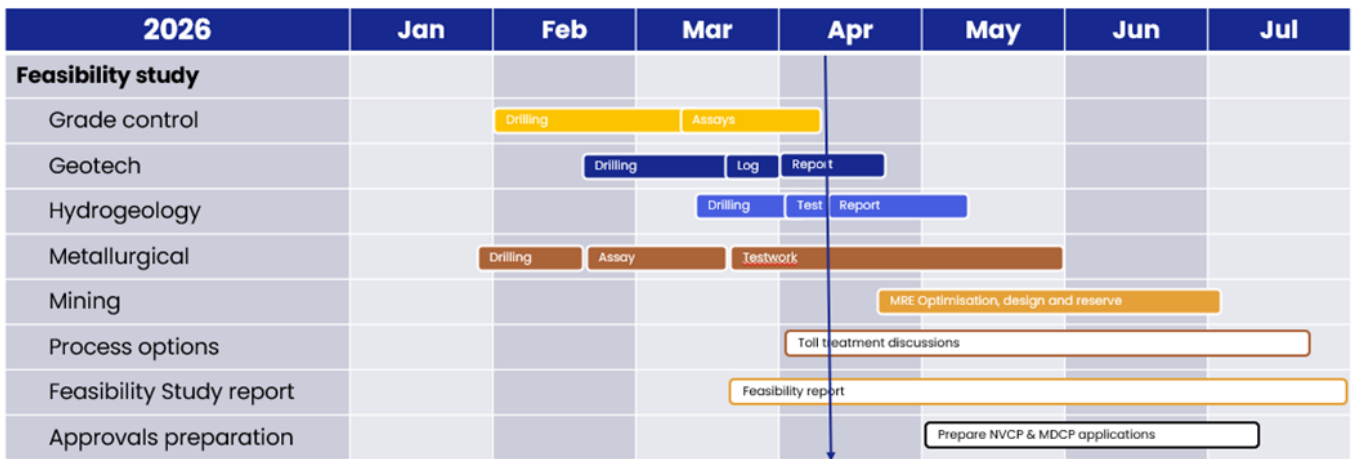 2026 Jan Feb Mar Apr May Jun Jul
Feasibility study
Grade control Drilling Assays
Geotech Drilling Log Report
Hydrogeology Drilling Test Report
Metallurgical Drilling Assay Testwork
Mining MRE Optimisation, design and reserve
Process options Toll treatment discussions
Feasibility Study report Feasibility report
Approvals preparation Prepare NVCP & MDCP applications